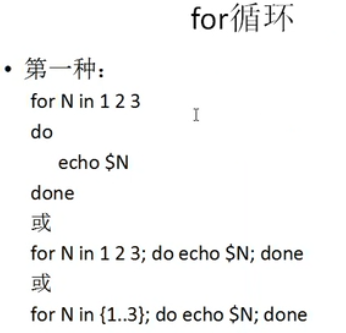 for循环
• 第一种：
for N in 1 2 3
do
echo $N
done
或
for N in 1 2 3; do echo $N; done
或
for N in {1..3}; do echo $N; done